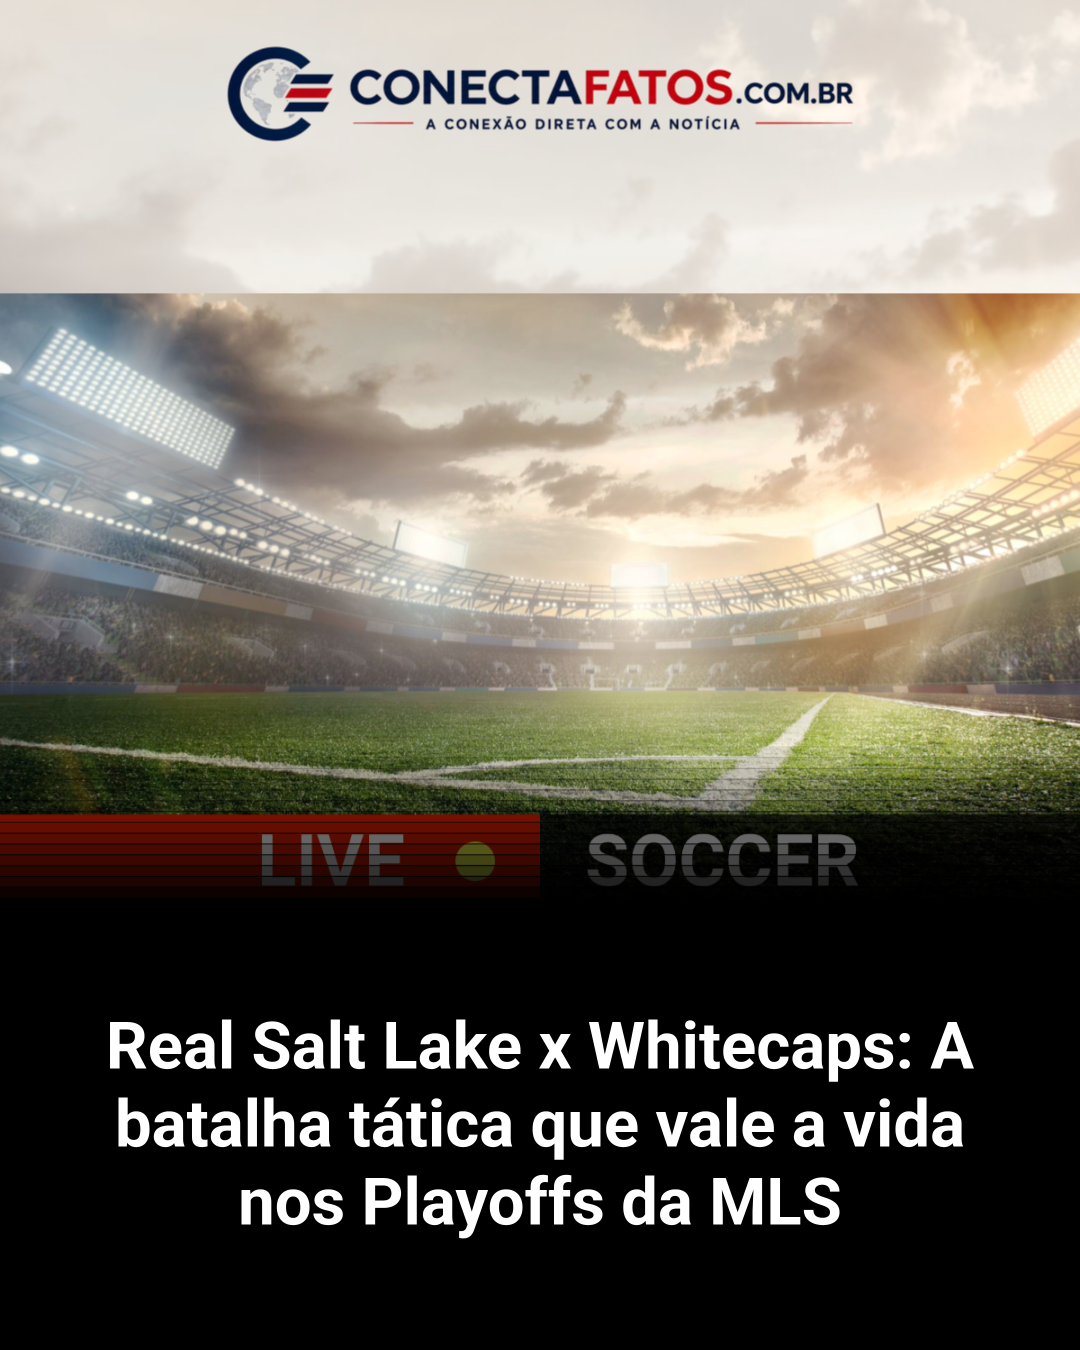 CONECTAFATOS.COM.BR
A CONEXÃO DIRETA COM A NOTÍCIA
LIVE SOCCER
Real Salt Lake x Whitecaps: A
batalha tática que vale a vida
nos Playoffs da MLS